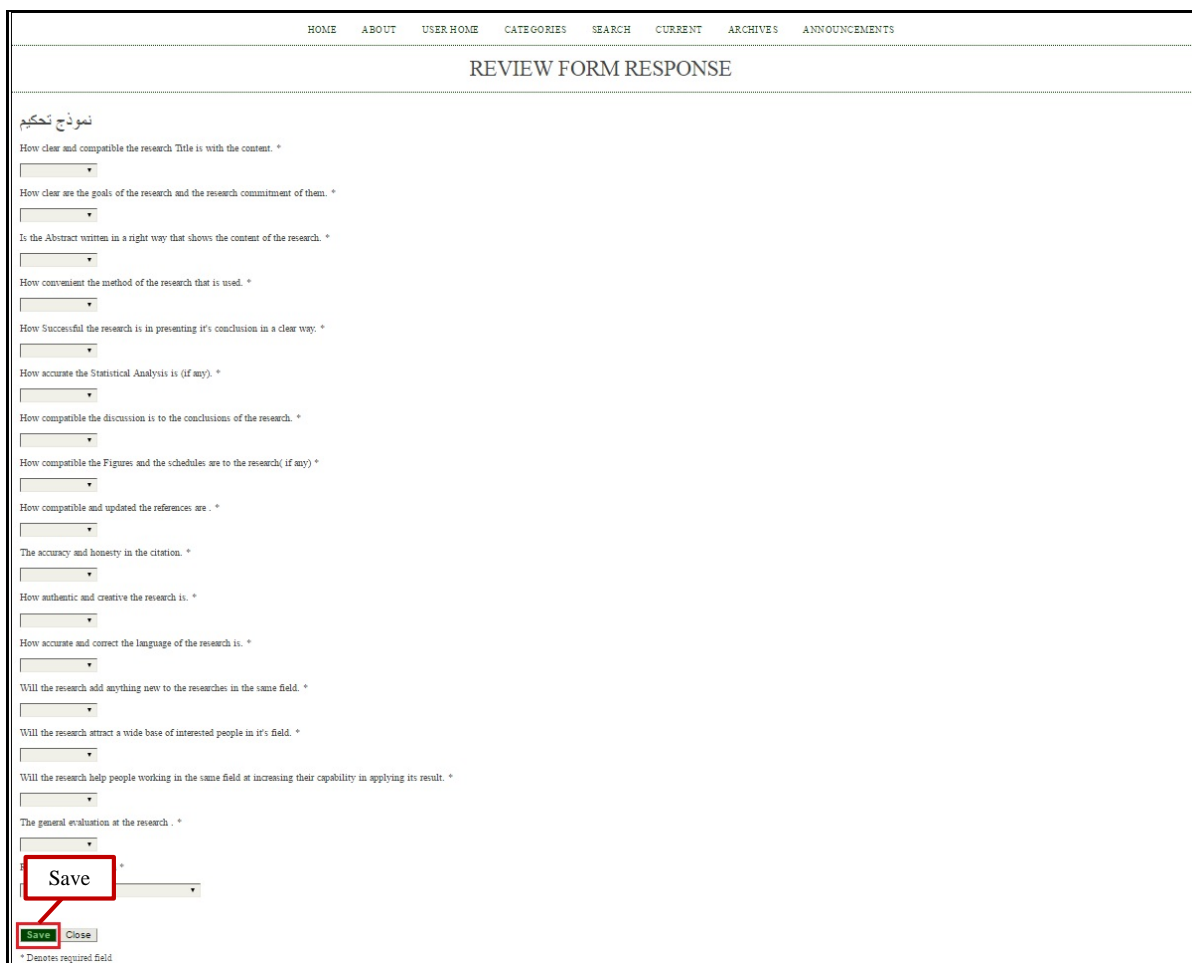 HOME ABOUT USER HOME CATEGORIES SEARCH CURRENT ARCHIVES ANNOUNCEMENTS
REVIEW FORM RESPONSE
نموذج تحكيم
How clear and compatible the research Title is with the content. *
How clear are the goals of the research and the research commitment of them. *
Is the Abstract written in a right way that shows the content of the research. *
How convenient the method of the research that is used. *
How Successful the research is in presenting it's conclusion in a clear way. *
How accurate the Statistical Analysis is (if any). *
How compatible the discussion is to the conclusions of the research. *
How compatible the Figures and the schedules are to the research( if any) *
How compatible and updated the references are . *
The accuracy and honesty in the citation. *
How authentic and creative the research is. *
How accurate and correct the language of the research is. *
Will the research add anything new to the researches in the same field. *
Will the research attract a wide base of interested people in it's field. *
Will the research help people working in the same field at increasing their capability in applying its result. *
The general evaluation at the research . *
*
Save
Save Close
* Denotes required field